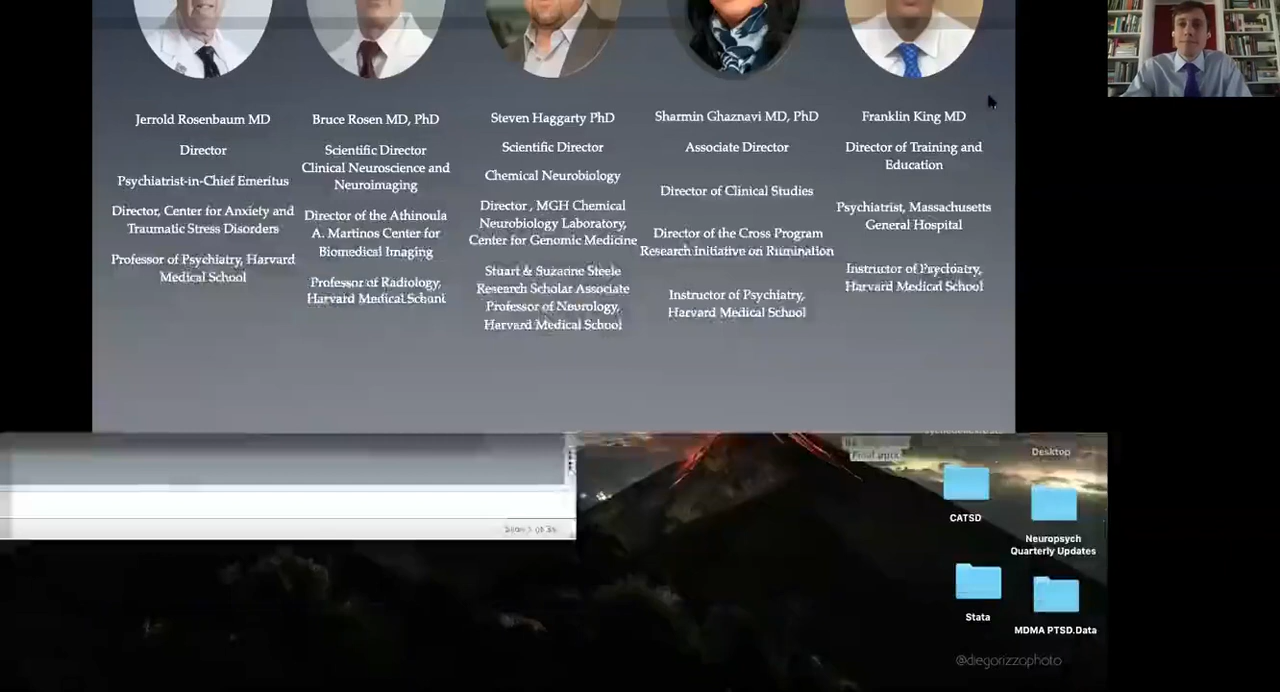 Jerrold Rosenbaum MD
Director
Psychiatrist-in-Chief Emeritus
Director, Center for Anxiety and
Traumatic Stress Disorders
Professor of Psychiatry, Harvard
Medical School
Bruce Rosen MD, PhD
Scientific Director
Clinical Neuroscience and
Neuroimaging
Director of the Athinoula
A. Martinos Center for
Biomedical Imaging
Professor of Radiology,
Harvard Medical School
Steven Haggarty PhD
Scientific Director
Chemical Neurobiology
Director , MGH Chemical
Neurobiology Laboratory,
Center for Genomic Medicine
Stuart & Suzanne Steele
Research Scholar Associate
Professor of Neurology,
Harvard Medical School
Sharmin Ghaznavi MD, PhD
Associate Director
Director of Clinical Studies
Director of the Cross Program
Research Initiative on Rumination
Instructor of Psychiatry,
Harvard Medical School
Franklin King MD
Director of Training and
Education
Psychiatrist, Massachusetts
General Hospital
Instructor of Psychiatry,
Harvard Medical School
Final.pptx
Desktop
CATSD
Neuropsych
Quarterly Updates
Stata
MDMA PTSD.Data
@diegorizzophoto